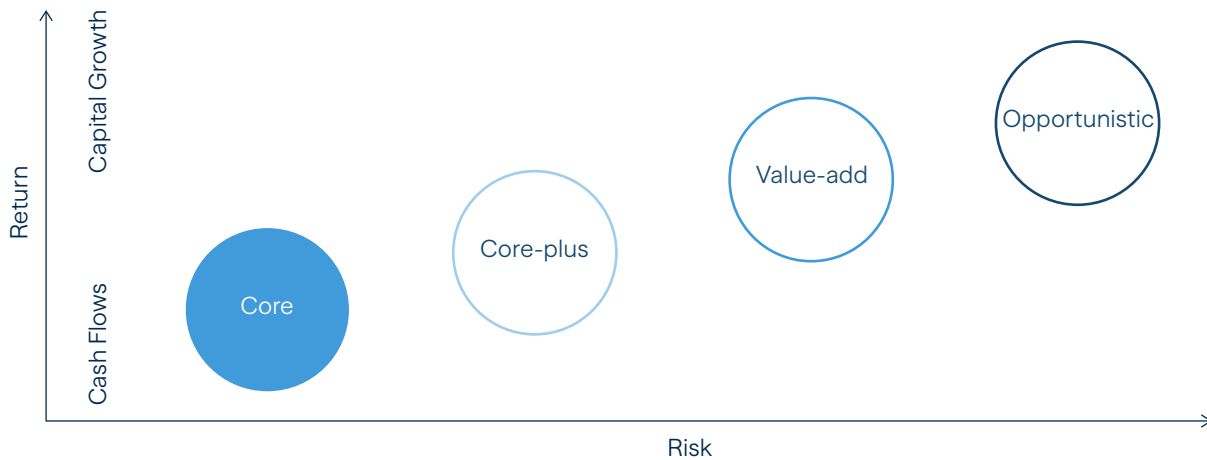 Capital Growth
Opportunistic
Value-add
Return
Core-plus
Core
Cash Flows
Risk